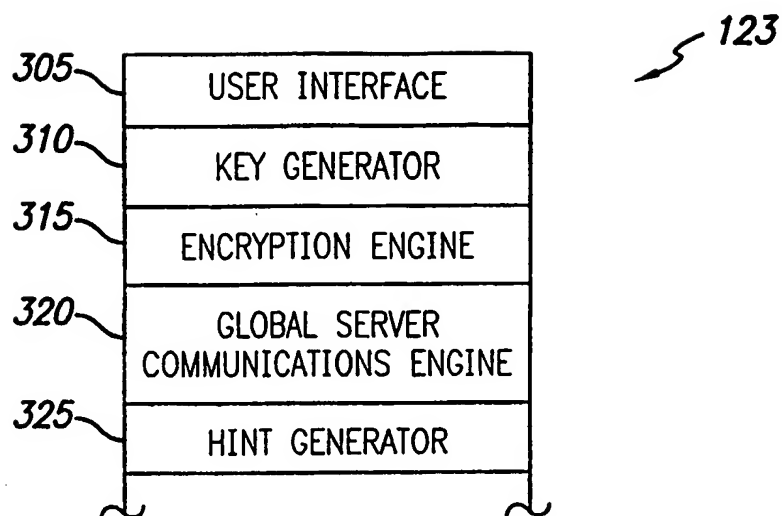 123
305
USER INTERFACE
310
KEY GENERATOR
315
ENCRYPTION ENGINE
320
GLOBAL SERVER
COMMUNICATIONS ENGINE
325
HINT GENERATOR